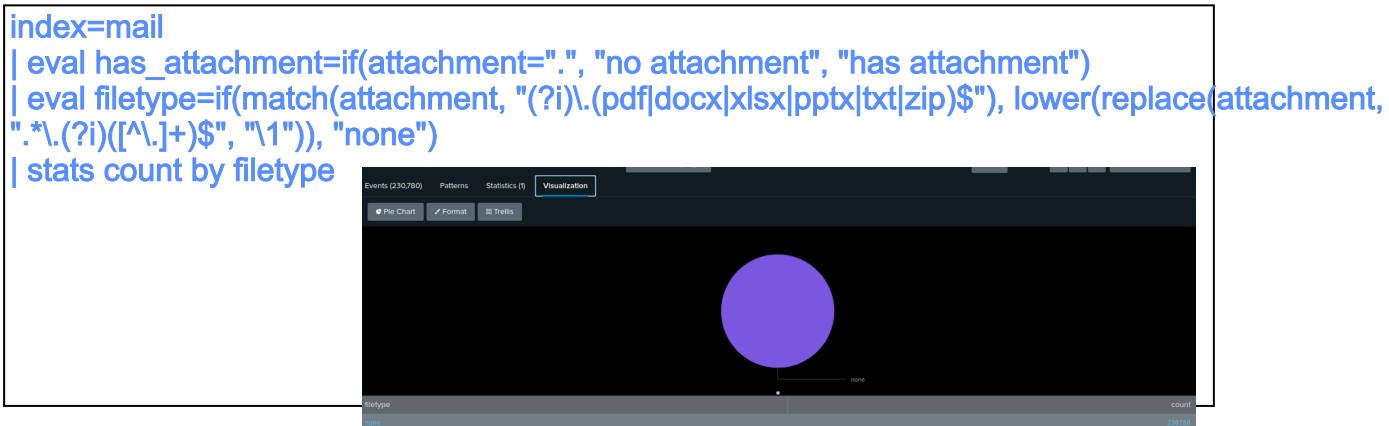 index=mail
| eval has_attachment=if(attachment=".", "no attachment", "has attachment")
| eval filetype=if(match(attachment, "(?i)\.(pdf|docx|xlsx|pptx|txt|zip)$"), lower(replace(attachment,
".*\.(?i)([^\.]+)$", "\1")), "none")
| stats count by filetype
Events (230,780) Patterns Statistics (1) Visualization
Pie Chart Format Trellis
none
filetype count
none 230780